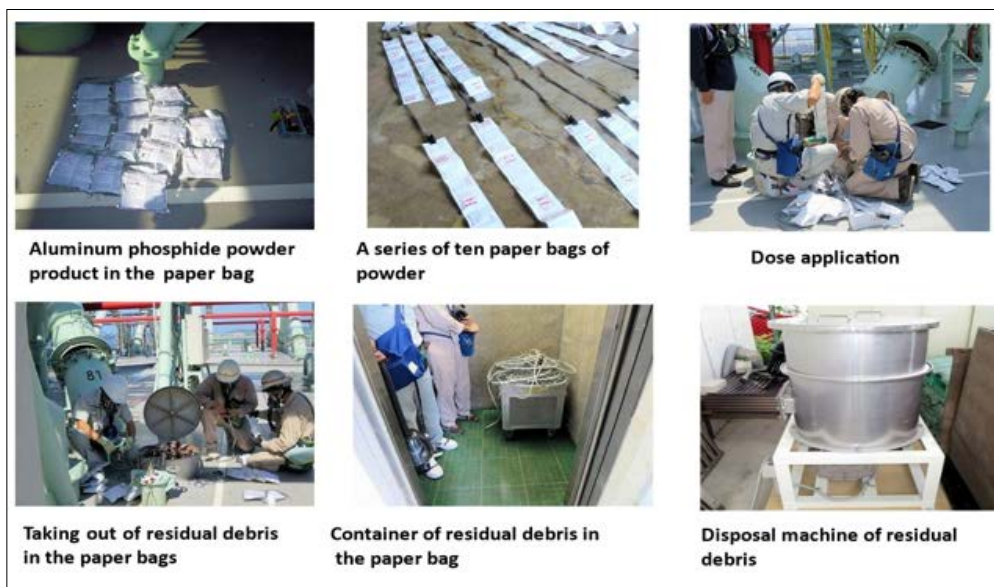 Aluminum phosphide powder
product in the paper bag
A series of ten paper bags of
powder
Dose application
81
Taking out of residual debris
in the paper bags
Container of residual debris in
the paper bag
Disposal machine of residual
debris